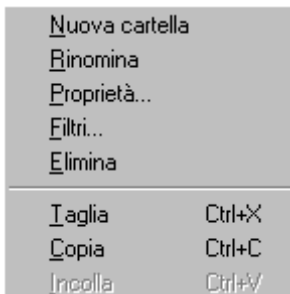 Nuova cartella
Rinomina
Proprietà...
Filtri...
Elimina
Taglia Ctrl+X
Copia Ctrl+C
Incolla Ctrl+V